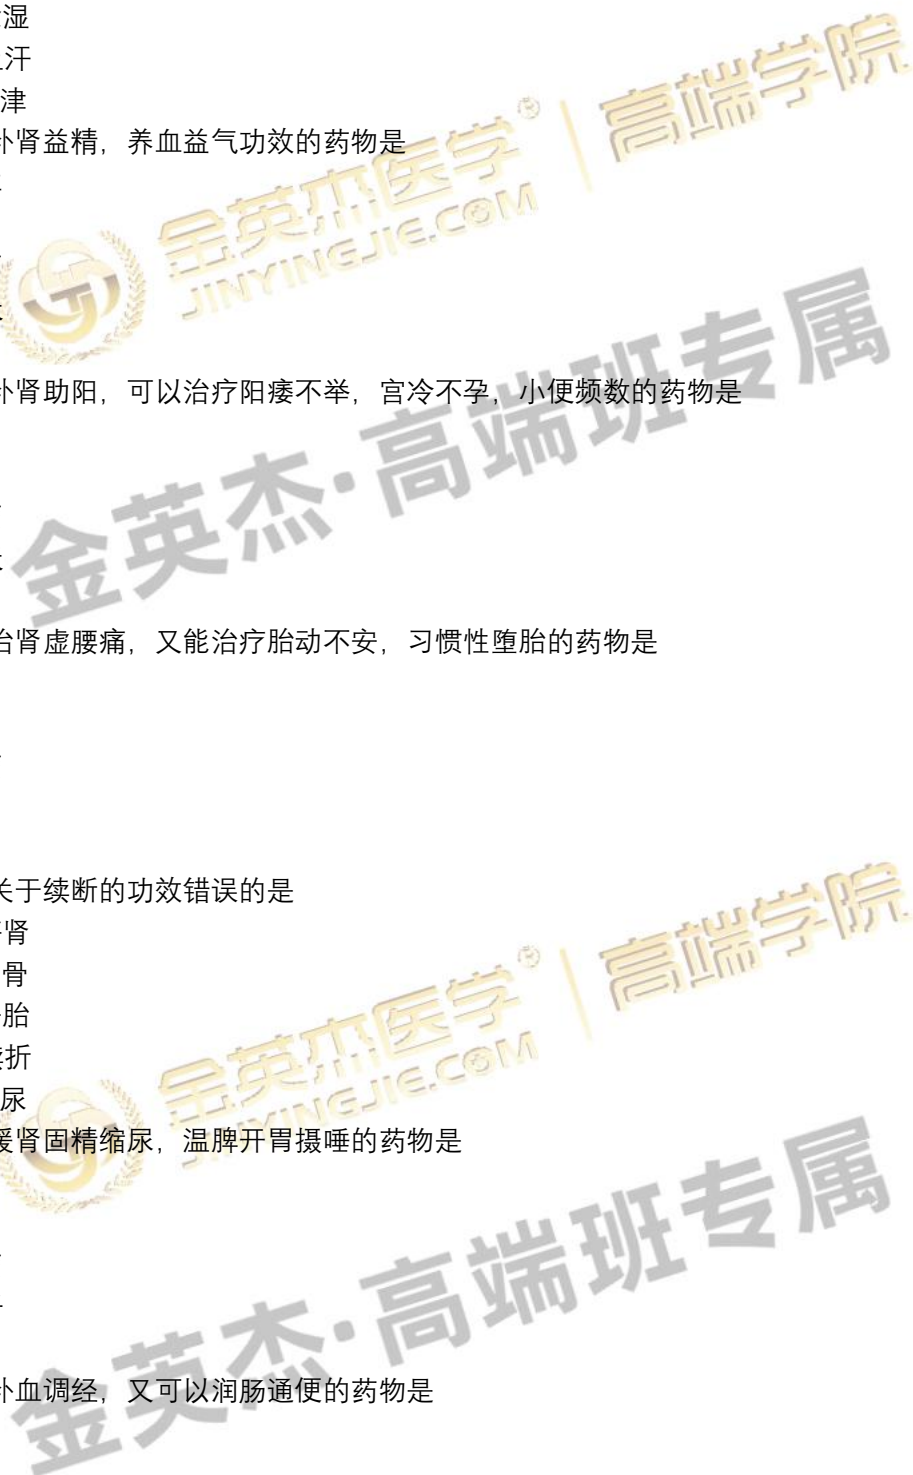 湿
汗
津
补肾益精，养血益气功效的药物是
金英杰医学® | 高端学院
JINYINGJIE.COM
补肾助阳，可以治疗阳痿不举，宫冷不孕，小便频数的药物是
金英杰·高端班专属
治肾虚腰痛，又能治疗胎动不安，习惯性堕胎的药物是
关于续断的功效错误的是
肾
骨
胎
折
尿
金英杰医学® | 高端学院
JINYINGJIE.COM
暖肾固精缩尿，温脾开胃摄唾的药物是
金英杰·高端班专属
补血调经，又可以润肠通便的药物是